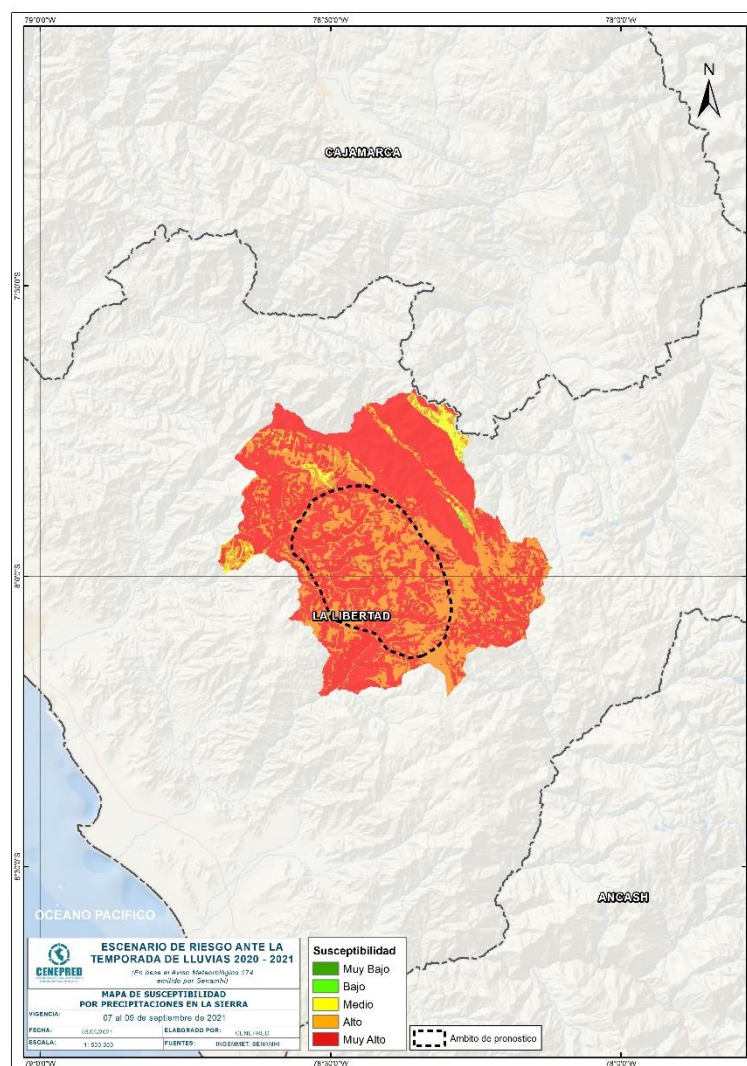 79°0'0"W
78°30'0"W
78°0'0"W
N
CAJAMARCA
7°30'0"S
8°0'0"S
LA LIBERTAD
8°30'0"S
ANCASH
OCEANO PACIFICO
CENEPRED
ESCENARIO DE RIESGO ANTE LA
TEMPORADA DE LLUVIAS 2020 - 2021
(En base al Aviso Meteorológico 174
emitido por Senamhi)
MAPA DE SUSCEPTIBILIDAD
POR PRECIPITACIONES EN LA SIERRA
VIGENCIA: 07 al 09 de septiembre de 2021
FECHA: ELABORADO POR: CENEPRED
ESCALA: FUENTES: INGEMMET, SENAMHI
Susceptibilidad
Muy Bajo
Bajo
Medio
Alto
Muy Alto
Ambito de pronostico
79°0'0"W
78°30'0"W
78°0'0"W